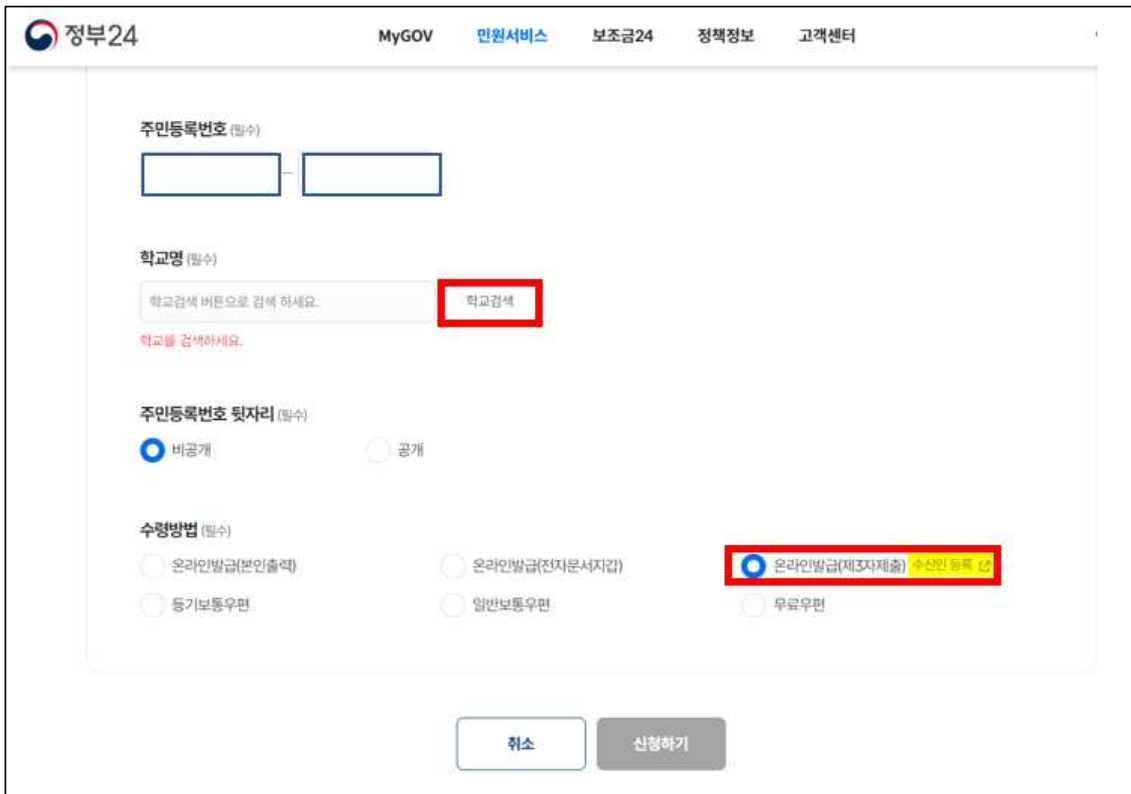 정부24 MyGOV 민원서비스 보조금24 정책정보 고객센터
주민등록번호 (필수)
–
학교명 (필수)
학교검색 버튼으로 검색 하세요. 학교검색
학교를 검색하세요.
주민등록번호 뒷자리 (필수)
비공개 공개
수령방법 (필수)
온라인발급(본인출력) 온라인발급(전자문서지갑) 온라인발급(제3자제출) 수신인 등록
등기보통우편 일반보통우편 무료우편
취소 신청하기